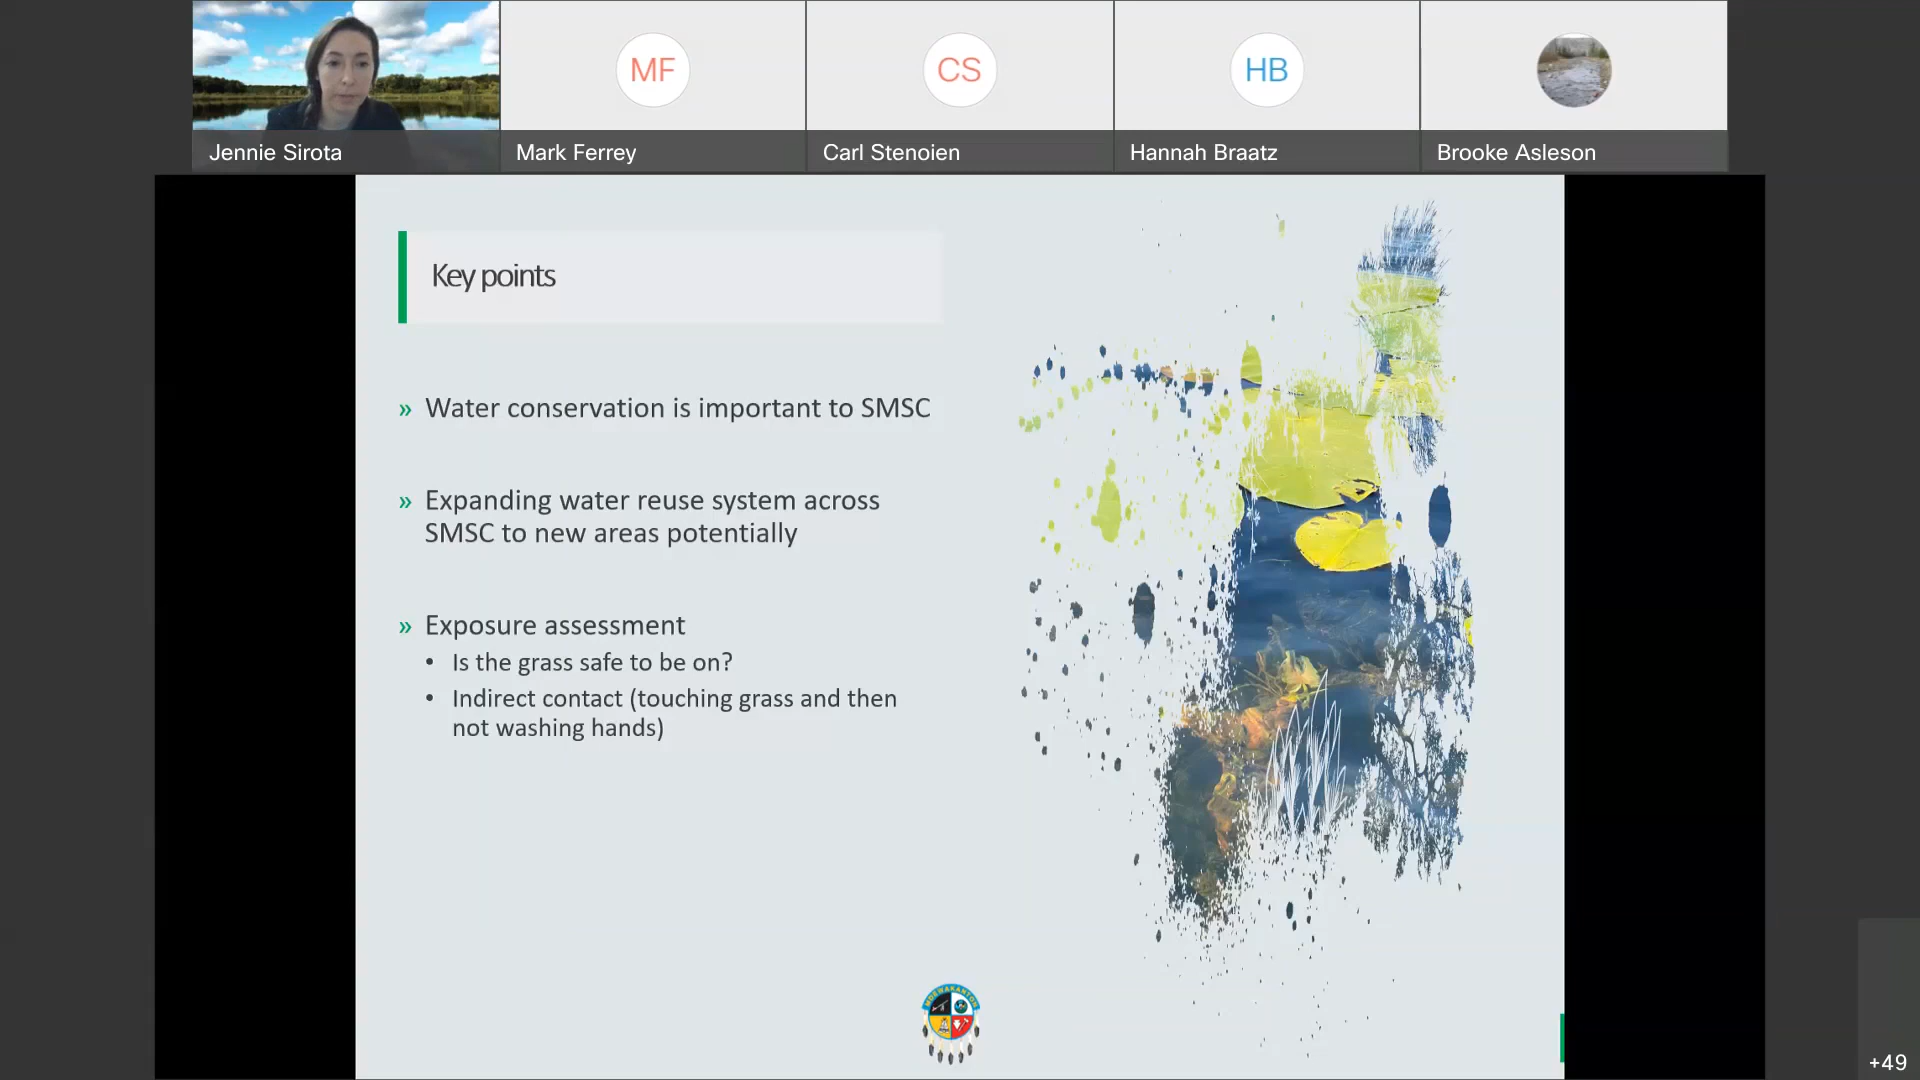 MF
CS
HB
Jennie Sirota
Mark Ferrey
Carl Stenoien
Hannah Braatz
Brooke Asleson
Key points
» Water conservation is important to SMSC
» Expanding water reuse system across
SMSC to new areas potentially
» Exposure assessment
• Is the grass safe to be on?
• Indirect contact (touching grass and then
not washing hands)
+49